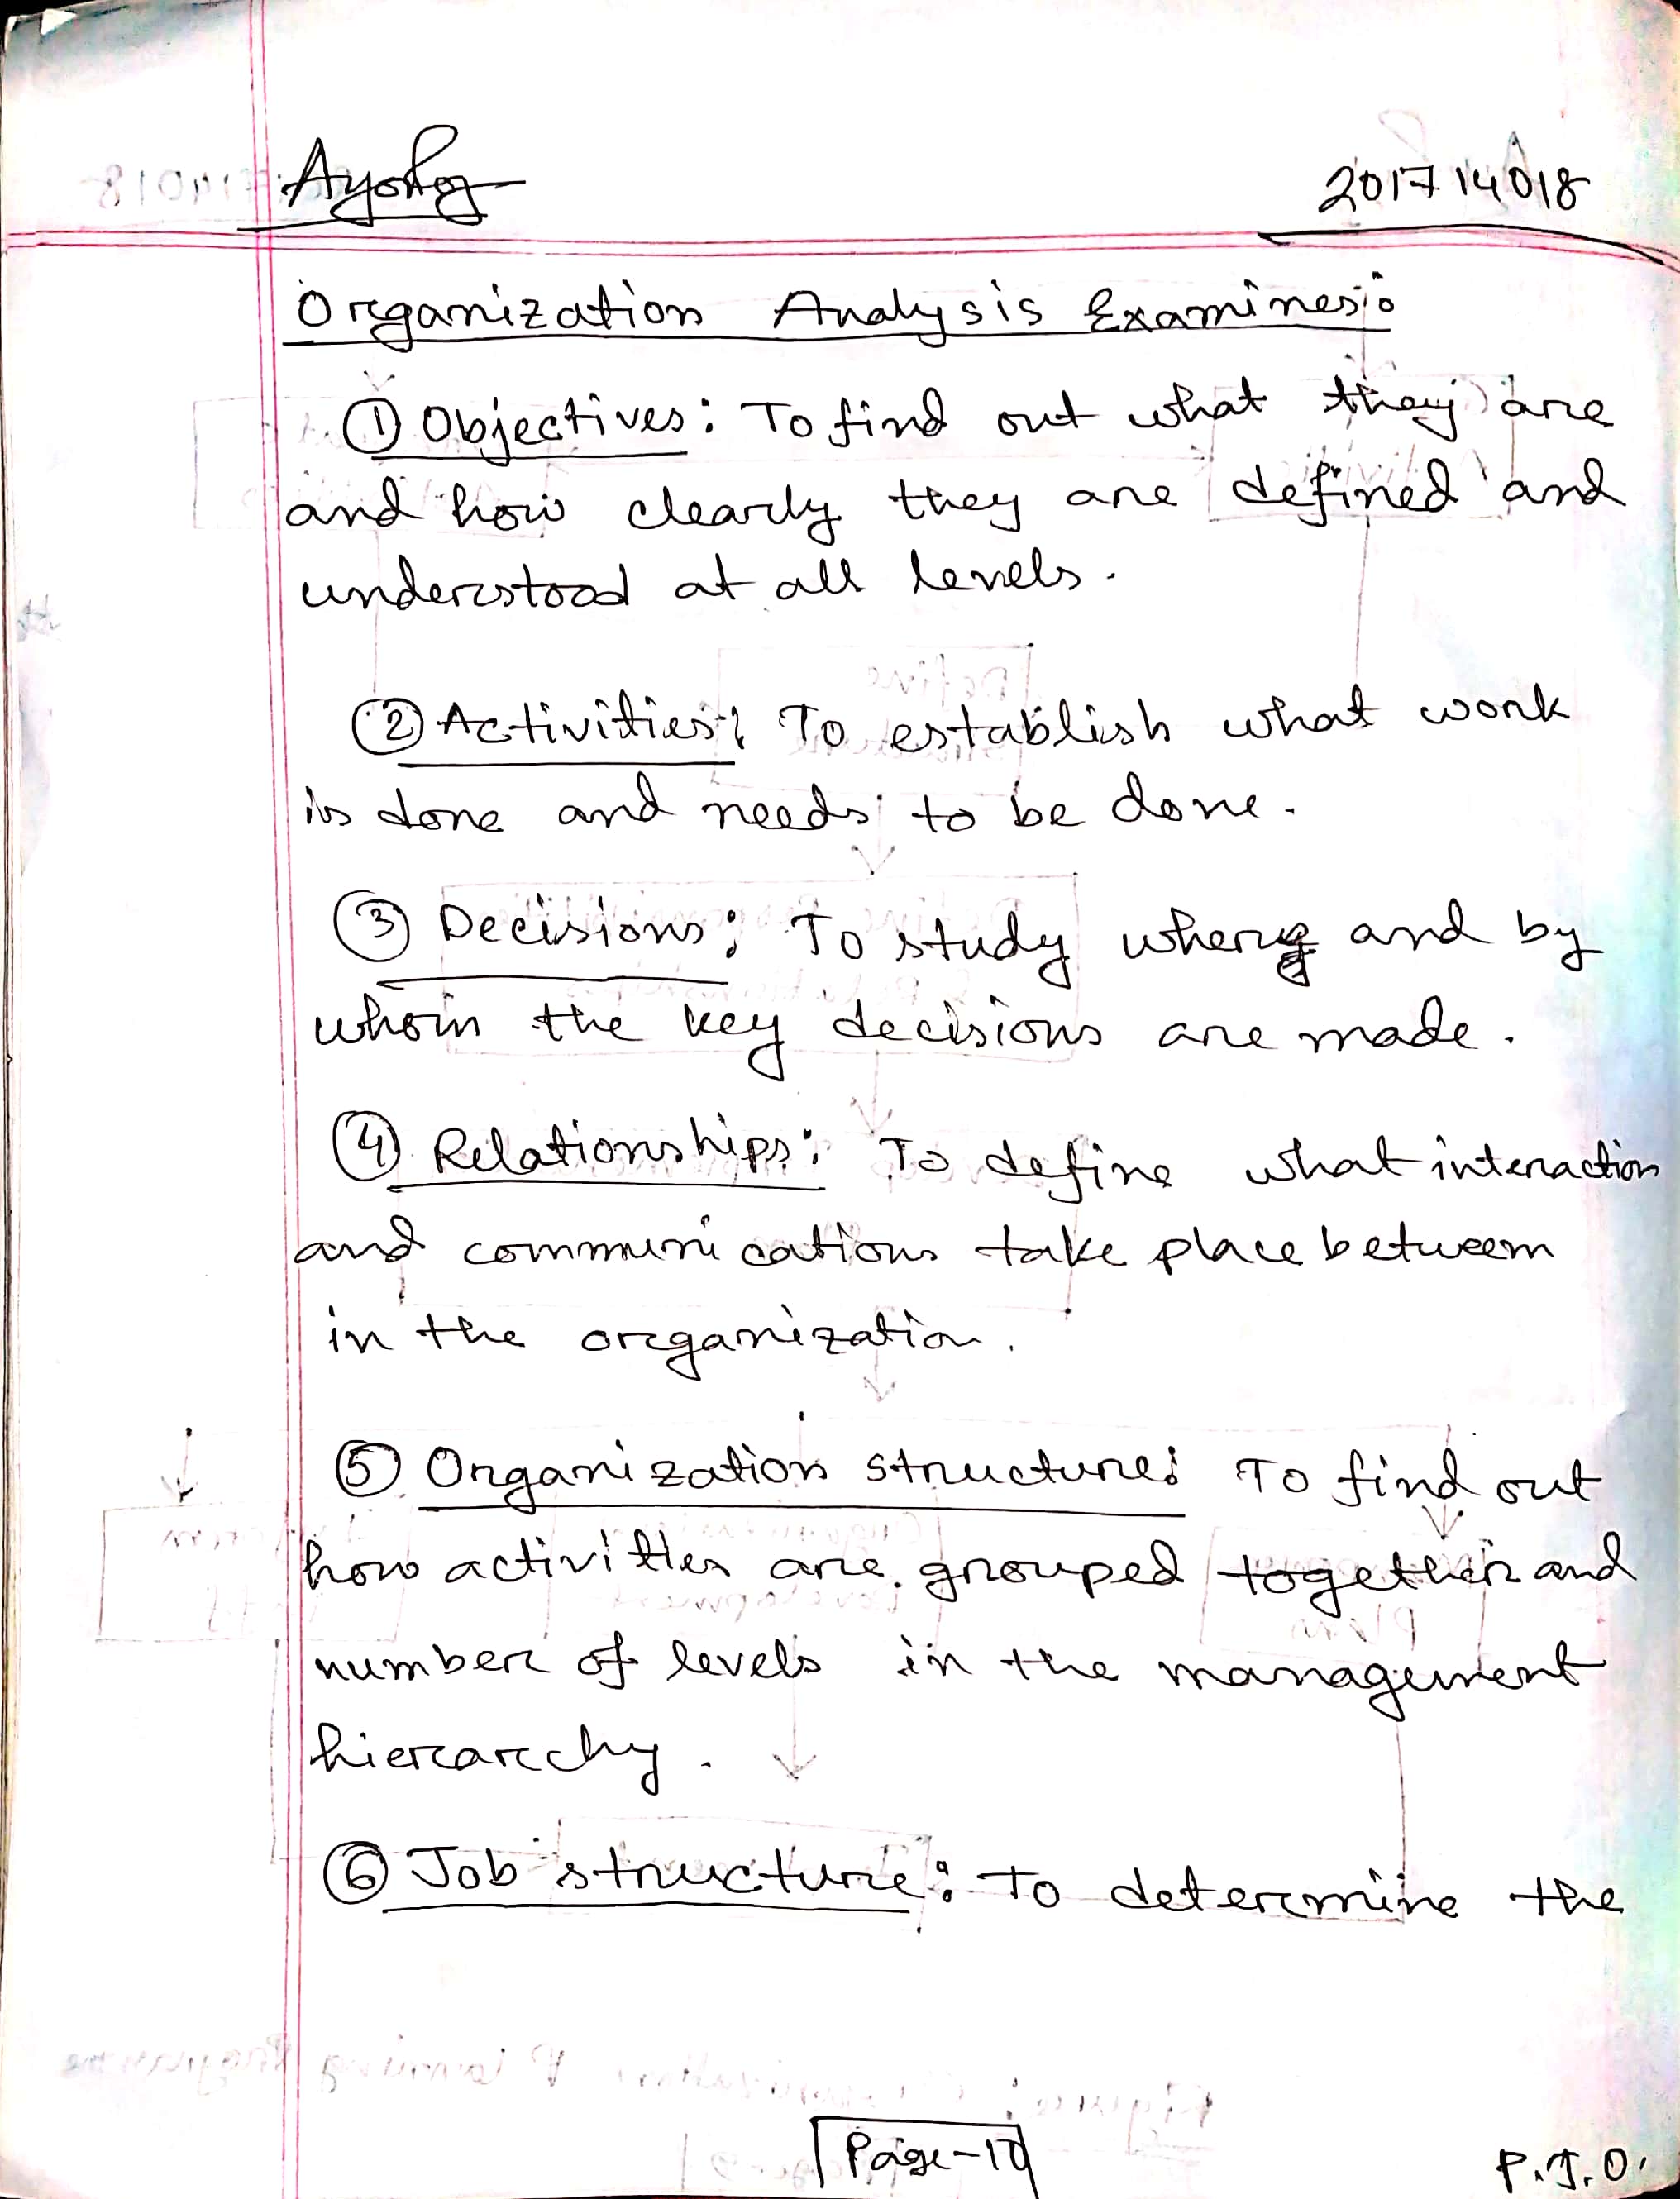 201714018
Organization Analysis Examines:
① Objectives: To find out what they are
and how clearly they are defined and
understood at all levels.
② Activities: To establish what work
is done and needs to be done.
③ Decisions: To study where and by
whom the key decisions are made.
④ Relationships: To define what interaction
and communications take place between
in the organization.
⑤ Organization structure: To find out
how activities are grouped together and
number of levels in the management
hierarchy.
⑥ Job structure: To determine the
Page-10
P.T.O.